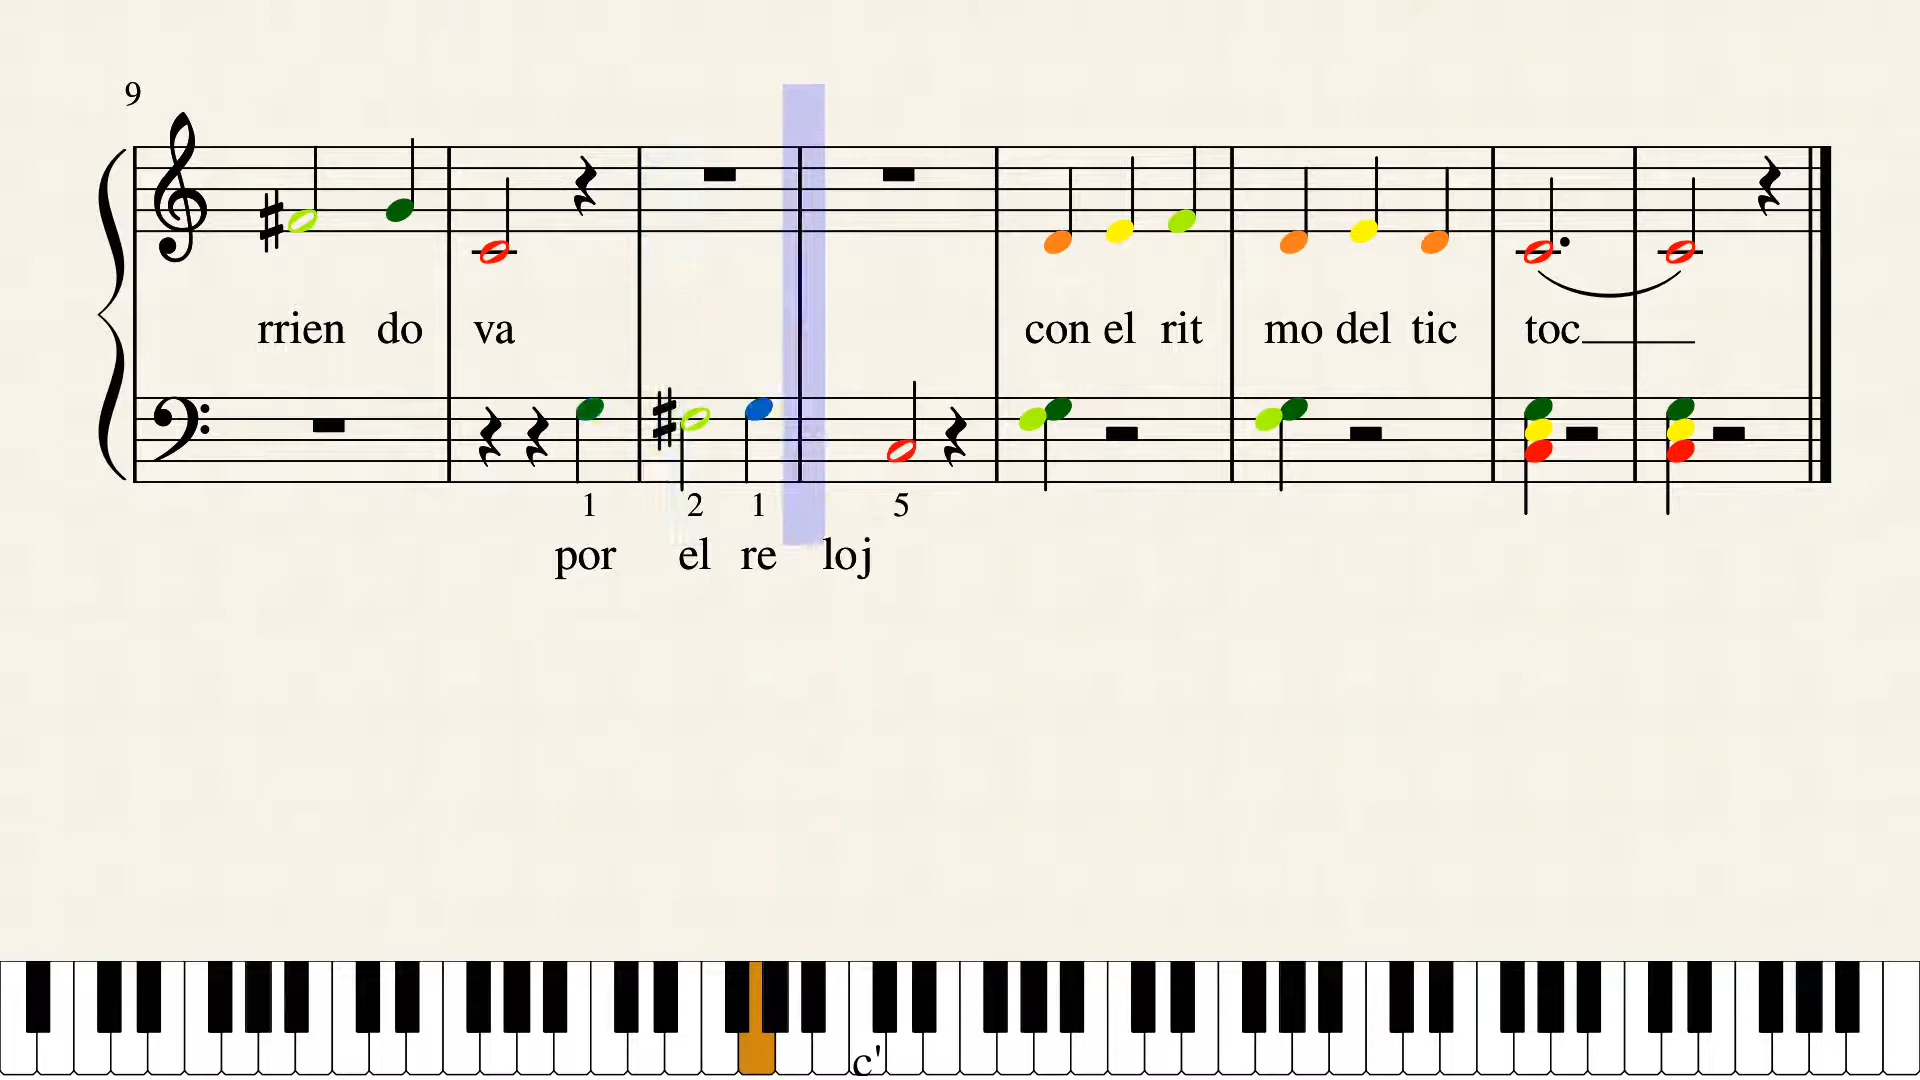 9
rrien do va con el rit mo del tic toc
1 2 1 5
por el re loj
c'